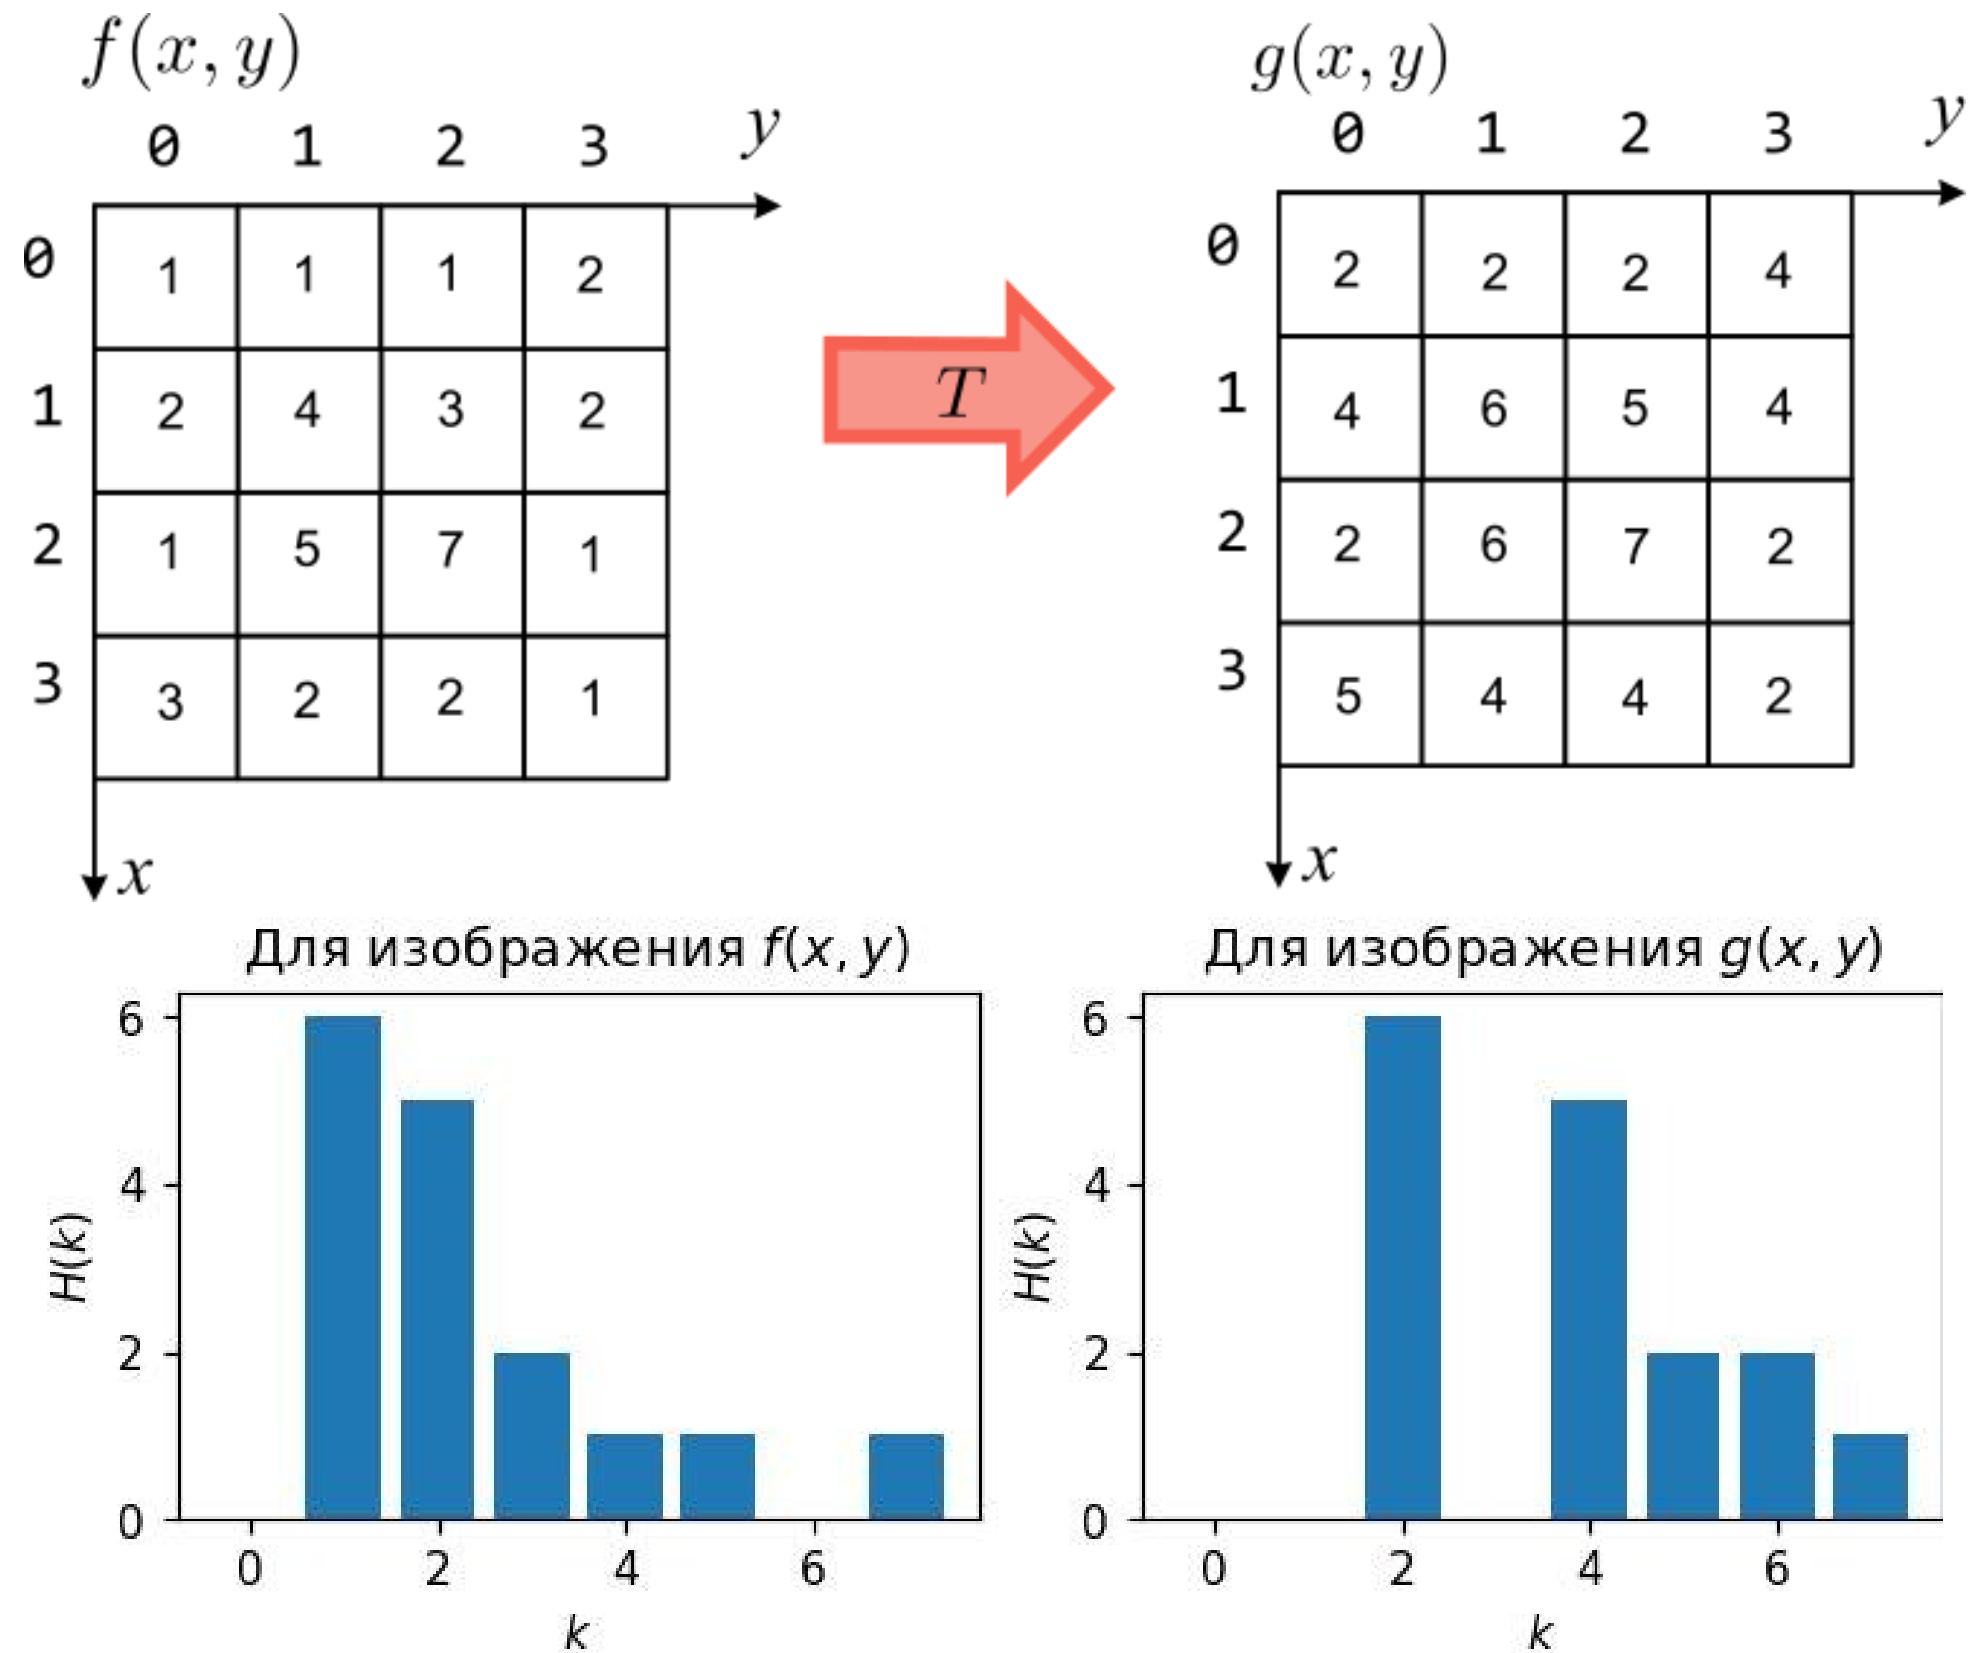 f(x, y)
0 1 2 3 y
0 1 1 1 2
1 2 4 3 2
2 1 5 7 1
3 3 2 2 1
x
T
g(x, y)
0 1 2 3 y
0 2 2 2 4
1 4 6 5 4
2 2 6 7 2
3 5 4 4 2
x
Для изображения f(x, y)
6
4
2
0
H(k)
0 2 4 6
k
Для изображения g(x, y)
6
4
2
0
H(k)
0 2 4 6
k